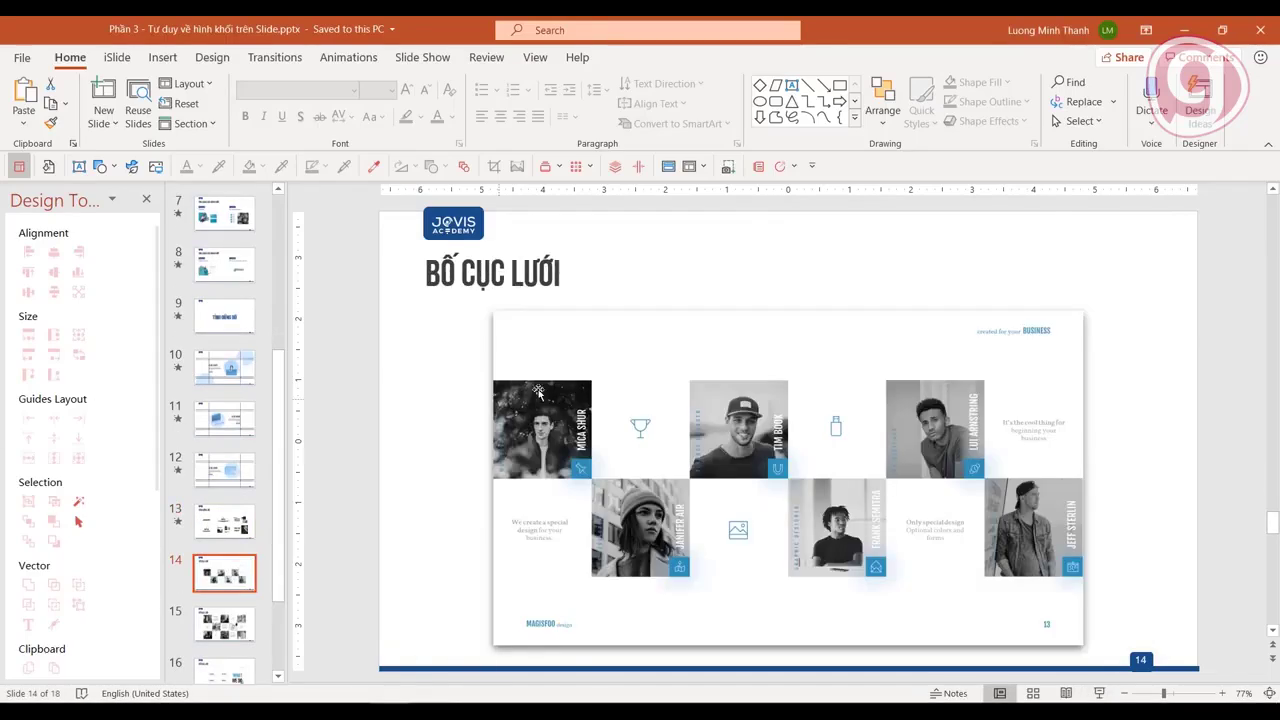 Phần 3 - Tư duy về hình khối trên Slide.pptx - Saved to this PC
Search
Luong Minh Thanh
LM
File
Home
iSlide
Insert
Design
Transitions
Animations
Slide Show
Review
View
Help
Share
Comments
Paste
New
Slide
Reuse
Slides
Layout
Reset
Section
Text Direction
Align Text
Convert to SmartArt
Arrange
Quick
Styles
Shape Fill
Shape Outline
Shape Effects
Find
Replace
Select
Dictate
Design
Ideas
Clipboard
Slides
Font
Paragraph
Drawing
Editing
Voice
Designer
Design To...
Alignment
Size
Guides Layout
Selection
Vector
Clipboard
7
8
9
10
11
12
13
14
15
16
JOVIS
ACADEMY
BỐ CỤC LƯỚI
created for your BUSINESS
MICA SHUR
TIM BOOK
LUI ARNSTRING
It's the cool thing for
beginning your
business.
We create a special
design for your
business.
JANIFER AIR
GRAPHIC DESIGNER
FRANK SEMITRA
Only special design
Optional colors and
forms
JEFF STERLIN
MAGISFOO design
13
14
Slide 14 of 18
English (United States)
Notes
77%